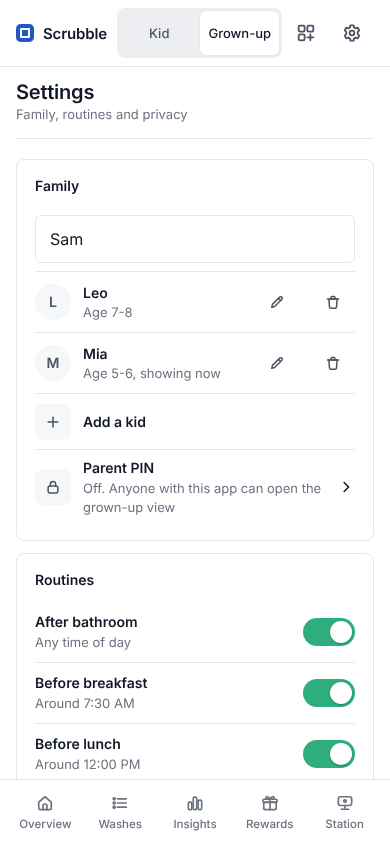 Scrubble
Kid
Grown-up
Settings
Family, routines and privacy
Family
Sam
L
Leo
Age 7-8
M
Mia
Age 5-6, showing now
Add a kid
Parent PIN
Off. Anyone with this app can open the
grown-up view
Routines
After bathroom
Any time of day
Before breakfast
Around 7:30 AM
Before lunch
Around 12:00 PM
Overview
Washes
Insights
Rewards
Station